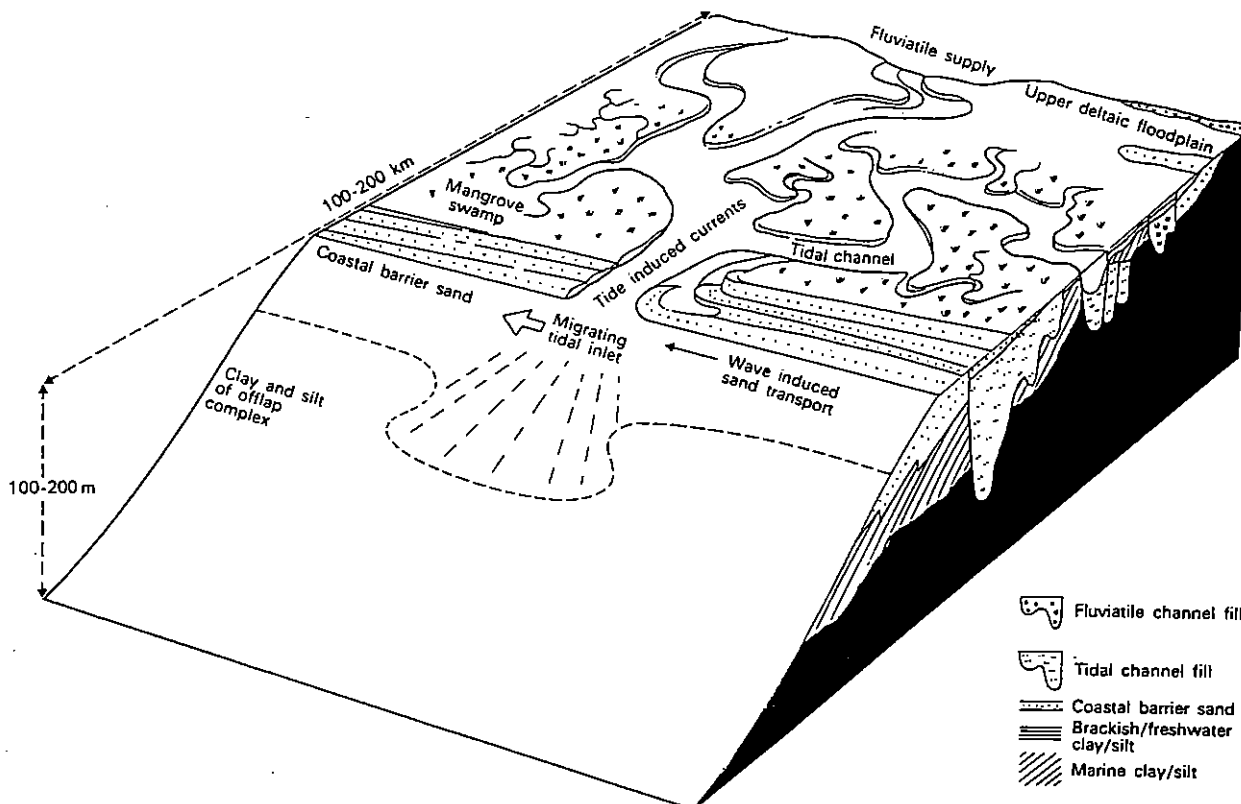 Fluviatile supply
Upper deltaic floodplain
100-200 km
Mangrove
swamp
Tide induced currents
Tidal channel
Coastal barrier sand
Migrating
tidal inlet
Wave induced
sand transport
Clay and silt
of offlap
complex
100-200 m
Fluviatile channel fill
Tidal channel fill
Coastal barrier sand
Brackish/freshwater
clay/silt
Marine clay/silt